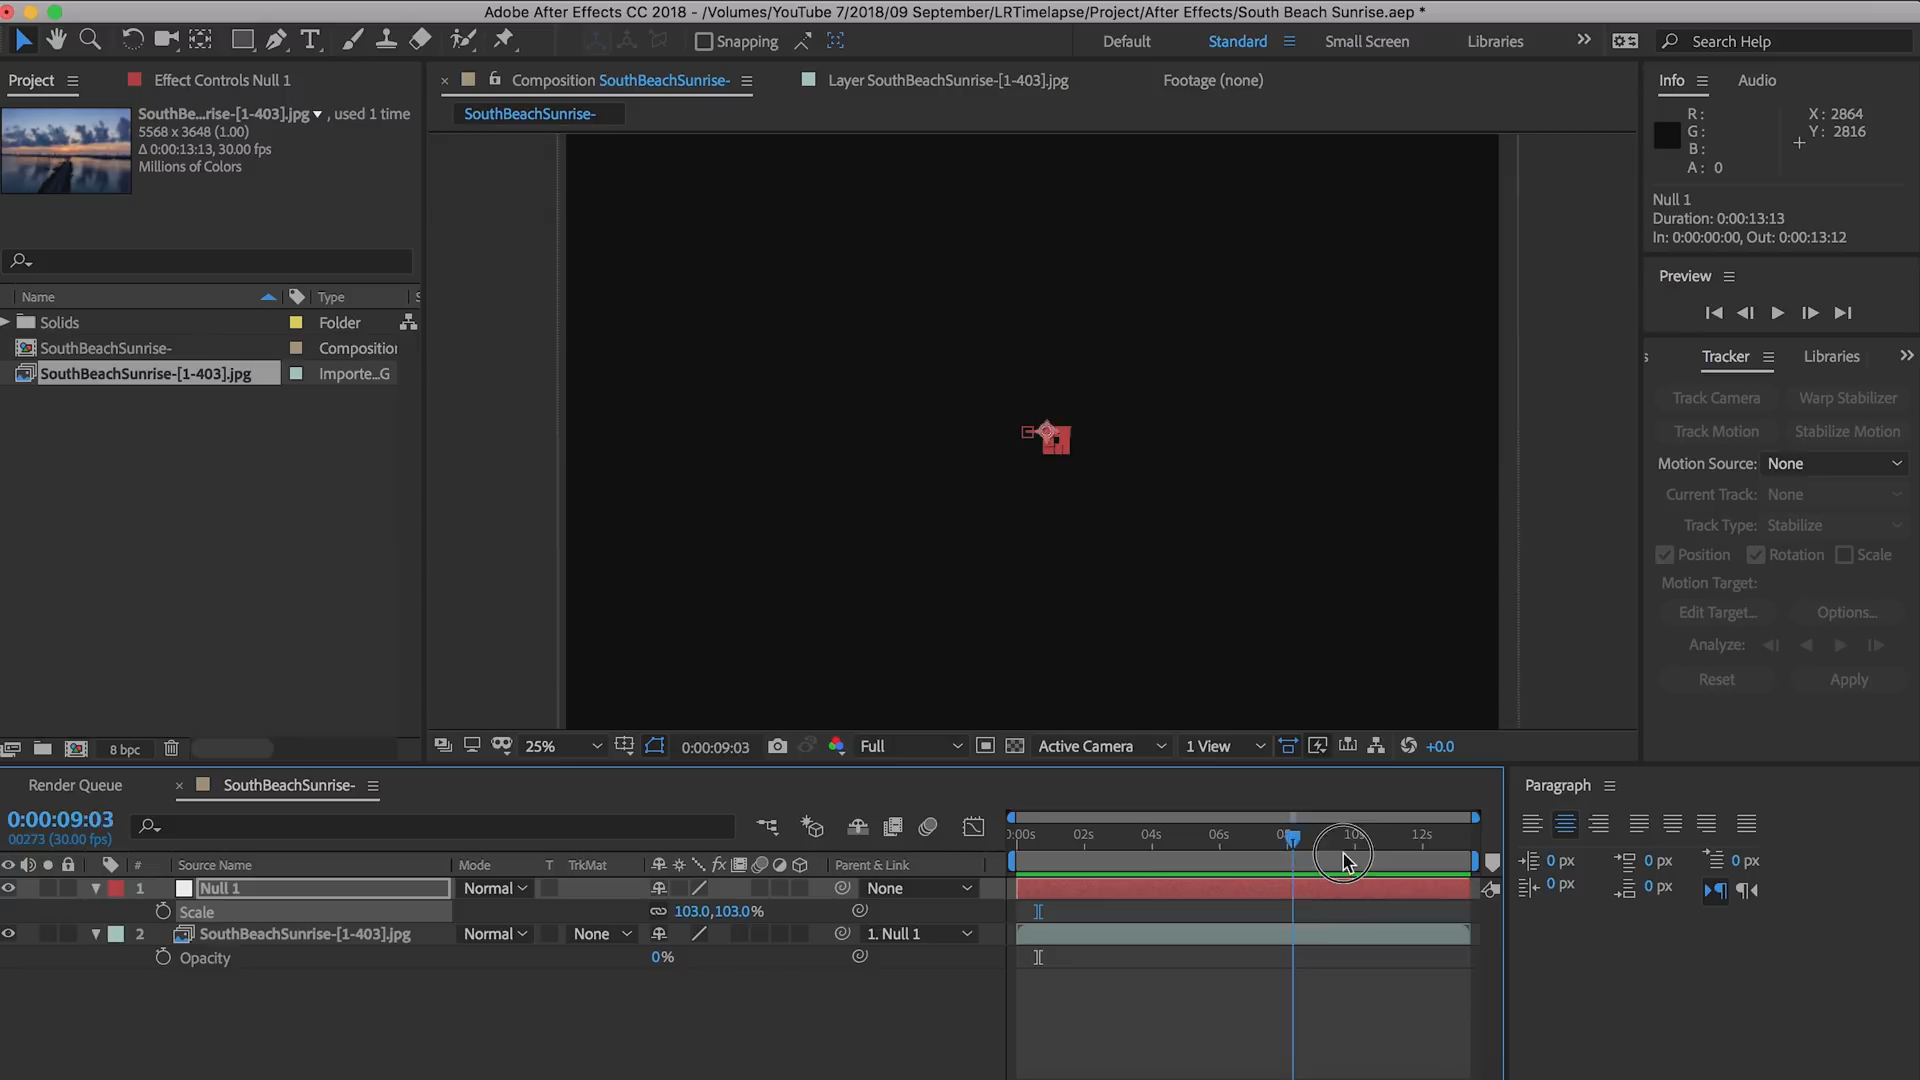 Adobe After Effects CC 2018 - /Volumes/YouTube 7/2018/09 September/LRTimelapse/Project/After Effects/South Beach Sunrise.aep *
Snapping
Default
Standard
Small Screen
Libraries
Search Help
Project
Effect Controls Null 1
Composition SouthBeachSunrise-
Layer SouthBeachSunrise-[1-403].jpg
Footage (none)
SouthBe...rise-[1-403].jpg , used 1 time
5568 x 3648 (1.00)
Δ 0:00:13:13, 30.00 fps
Millions of Colors
SouthBeachSunrise-
Info
Audio
R :
G :
B :
A : 0
X : 2864
Y : 2816
Null 1
Duration: 0:00:13:13
In: 0:00:00:00, Out: 0:00:13:12
Preview
Name
Type
Solids
Folder
SouthBeachSunrise-
Compositior
SouthBeachSunrise-[1-403].jpg
Importe...G
Tracker
Libraries
Track Camera
Warp Stabilizer
Track Motion
Stabilize Motion
Motion Source: None
Current Track: None
Track Type: Stabilize
Position
Rotation
Scale
Motion Target:
Edit Target...
Options...
Analyze:
Reset
Apply
8 bpc
25%
0:00:09:03
Full
Active Camera
1 View
+0.0
Render Queue
SouthBeachSunrise-
Paragraph
0:00:09:03
00273 (30.00 fps)
0:00s
02s
04s
06s
10s
12s
# Source Name
Mode
T TrkMat
Parent & Link
1 Null 1
Normal
None
Scale
103.0,103.0%
2 SouthBeachSunrise-[1-403].jpg
Normal
None
1. Null 1
Opacity
0%
0 px
0 px
0 px
0 px
0 px